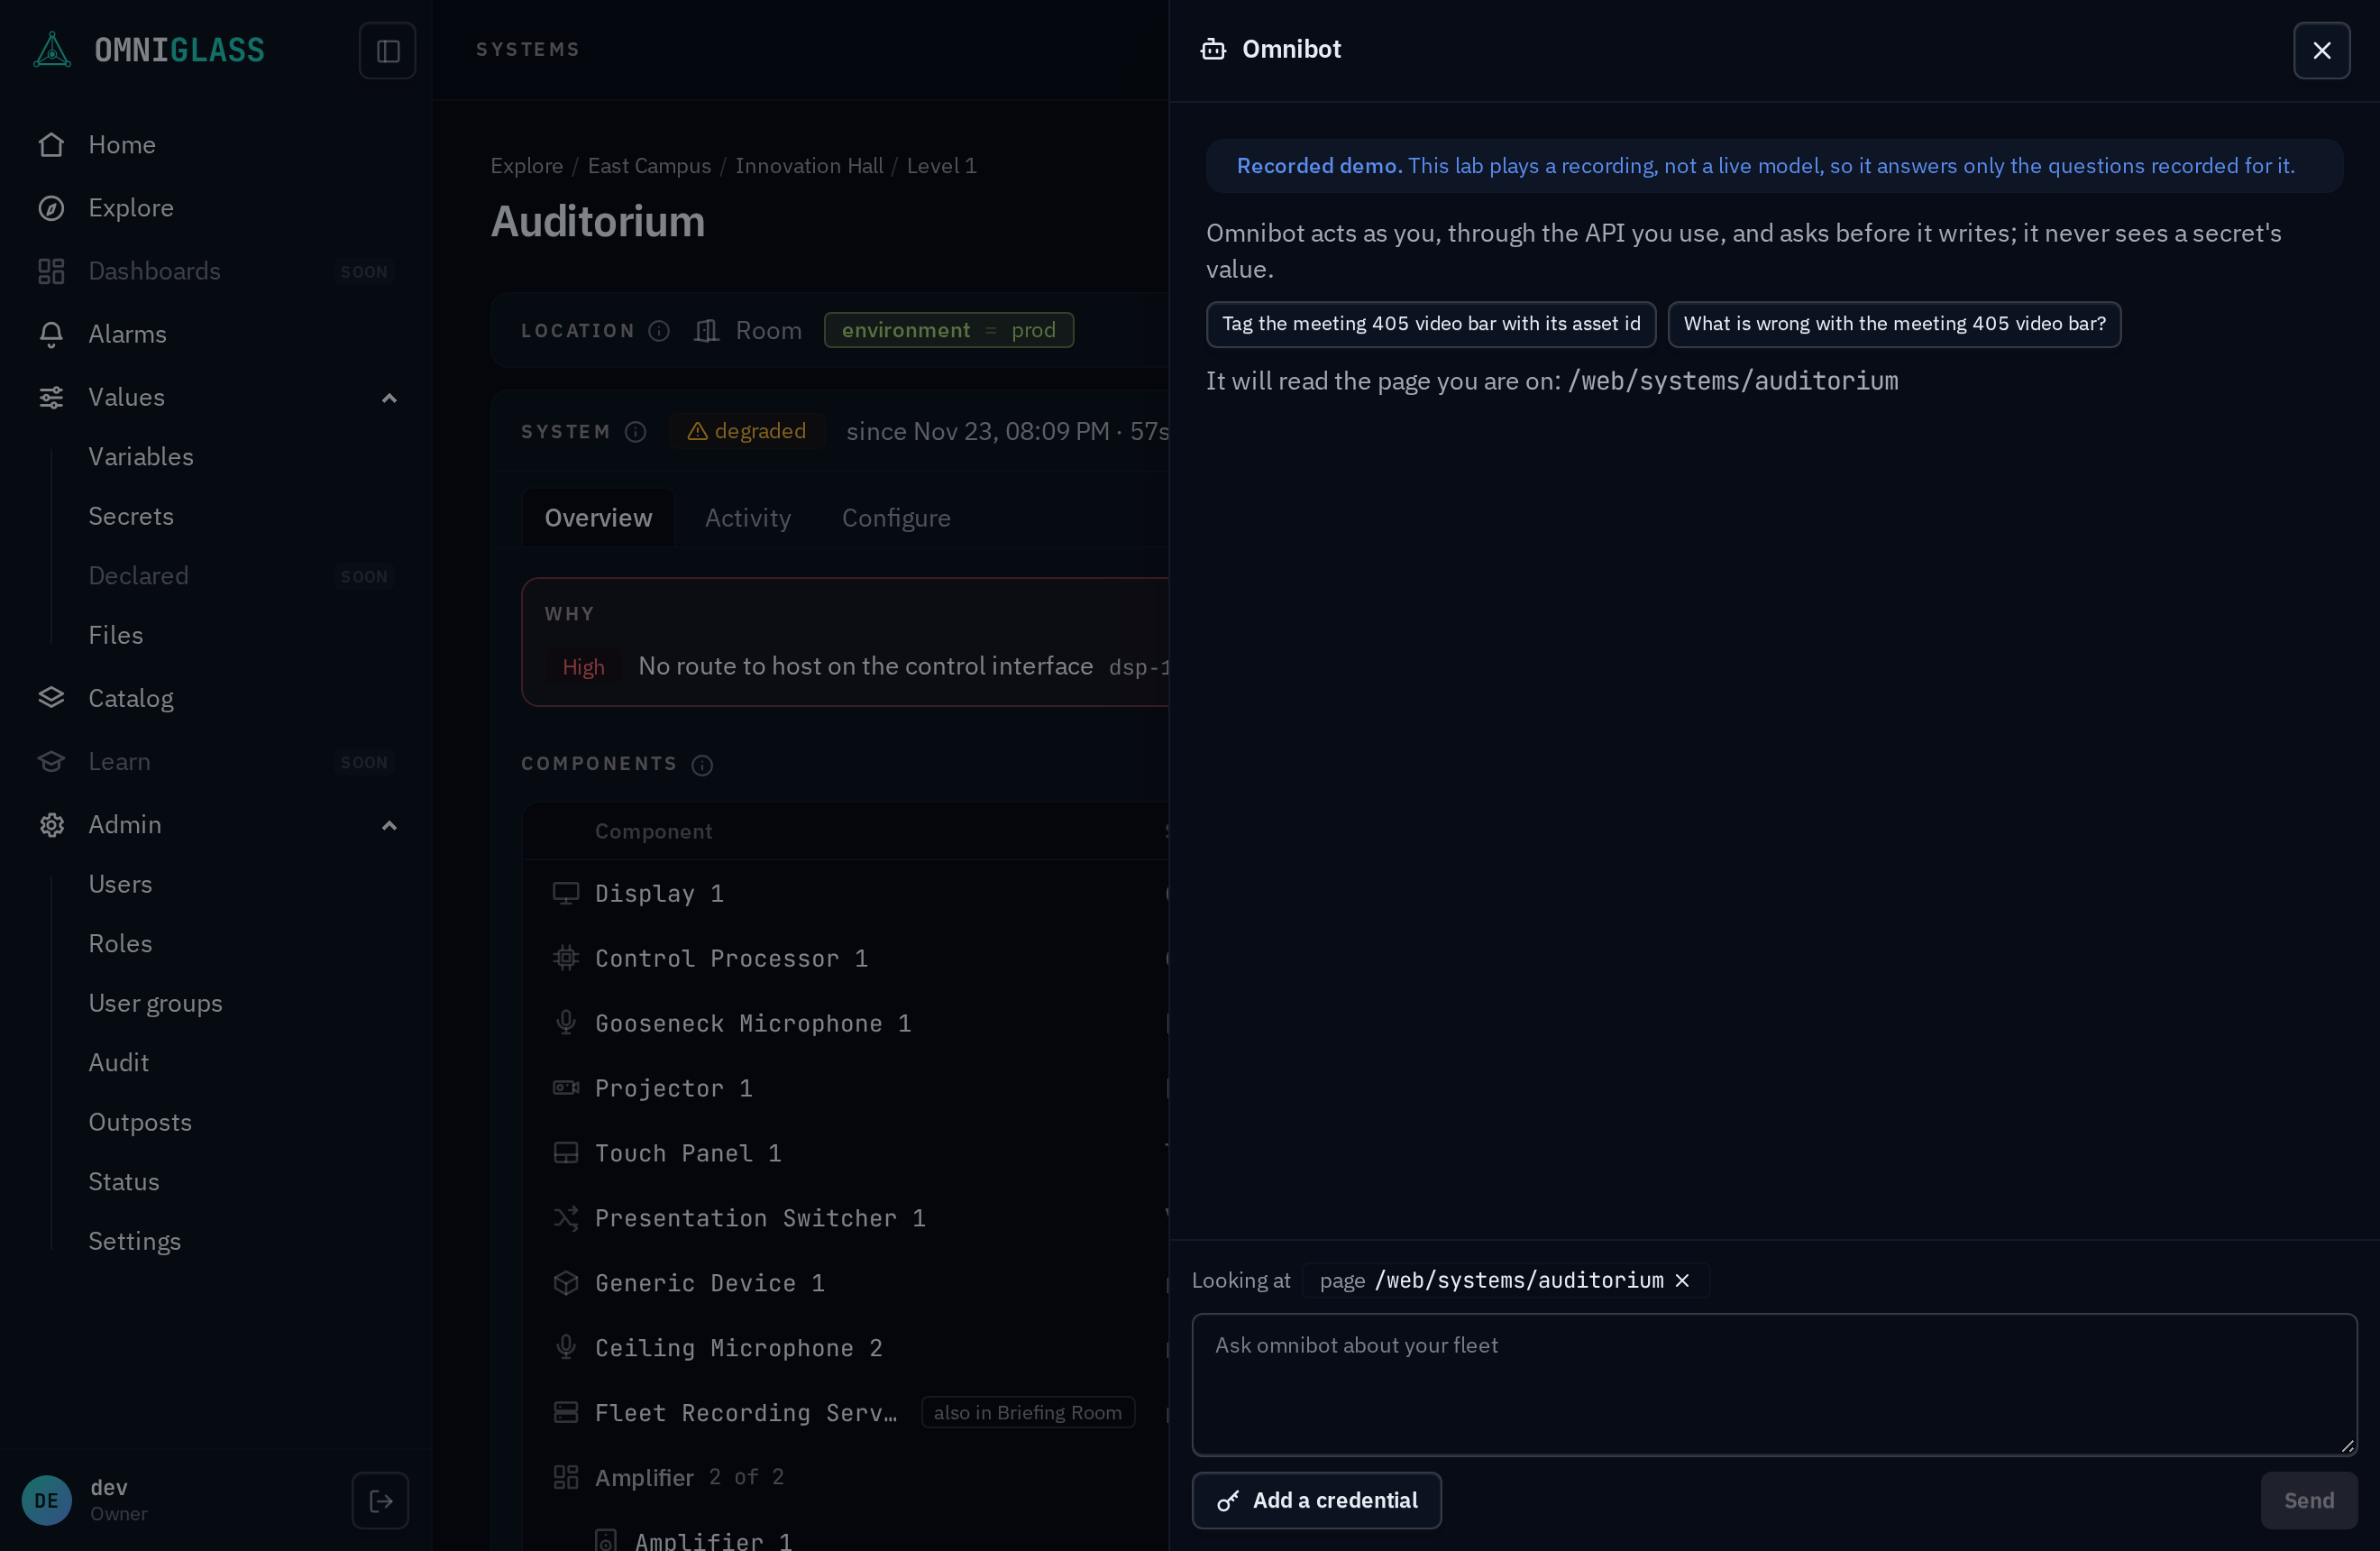 OMNIGLASS
Home
Explore
Dashboards SOON
Alarms
Values
Variables
Secrets
Declared SOON
Files
Catalog
Learn SOON
Admin
Users
Roles
User groups
Audit
Outposts
Status
Settings
DE dev
Owner
SYSTEMS
Explore / East Campus / Innovation Hall / Level 1
Auditorium
LOCATION Room environment = prod
SYSTEM degraded since Nov 23, 08:09 PM · 57s
Overview Activity Configure
WHY
High No route to host on the control interface dsp-1
COMPONENTS
Component
Display 1
Control Processor 1
Gooseneck Microphone 1
Projector 1
Touch Panel 1
Presentation Switcher 1
Generic Device 1
Ceiling Microphone 2
Fleet Recording Serv… also in Briefing Room
Amplifier 2 of 2
Amplifier 1
Omnibot
Recorded demo. This lab plays a recording, not a live model, so it answers only the questions recorded for it.
Omnibot acts as you, through the API you use, and asks before it writes; it never sees a secret's
value.
Tag the meeting 405 video bar with its asset id What is wrong with the meeting 405 video bar?
It will read the page you are on: /web/systems/auditorium
Looking at page /web/systems/auditorium
Ask omnibot about your fleet
Add a credential Send